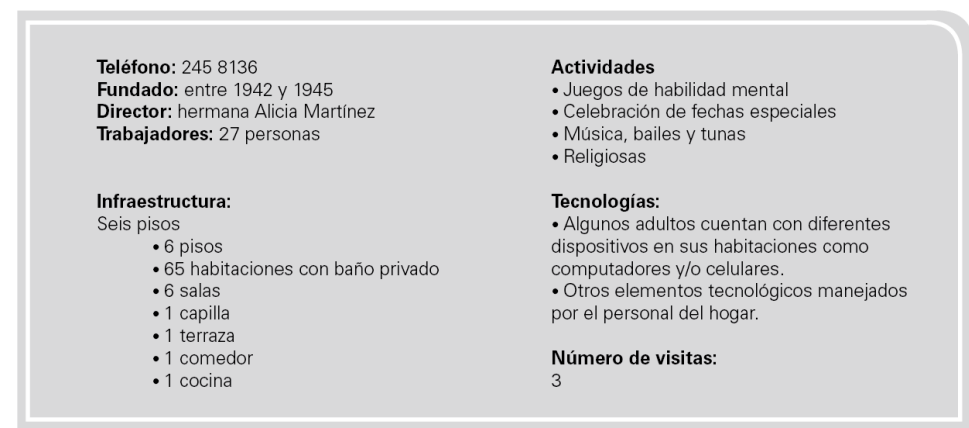 Teléfono: 245 8136
Fundado: entre 1942 y 1945
Director: hermana Alicia Martínez
Trabajadores: 27 personas
Infraestructura:
Seis pisos
• 6 pisos
• 65 habitaciones con baño privado
• 6 salas
• 1 capilla
• 1 terraza
• 1 comedor
• 1 cocina
Actividades
• Juegos de habilidad mental
• Celebración de fechas especiales
• Música, bailes y tunas
• Religiosas
Tecnologías:
• Algunos adultos cuentan con diferentes
dispositivos en sus habitaciones como
computadores y/o celulares.
• Otros elementos tecnológicos manejados
por el personal del hogar.
Número de visitas:
3